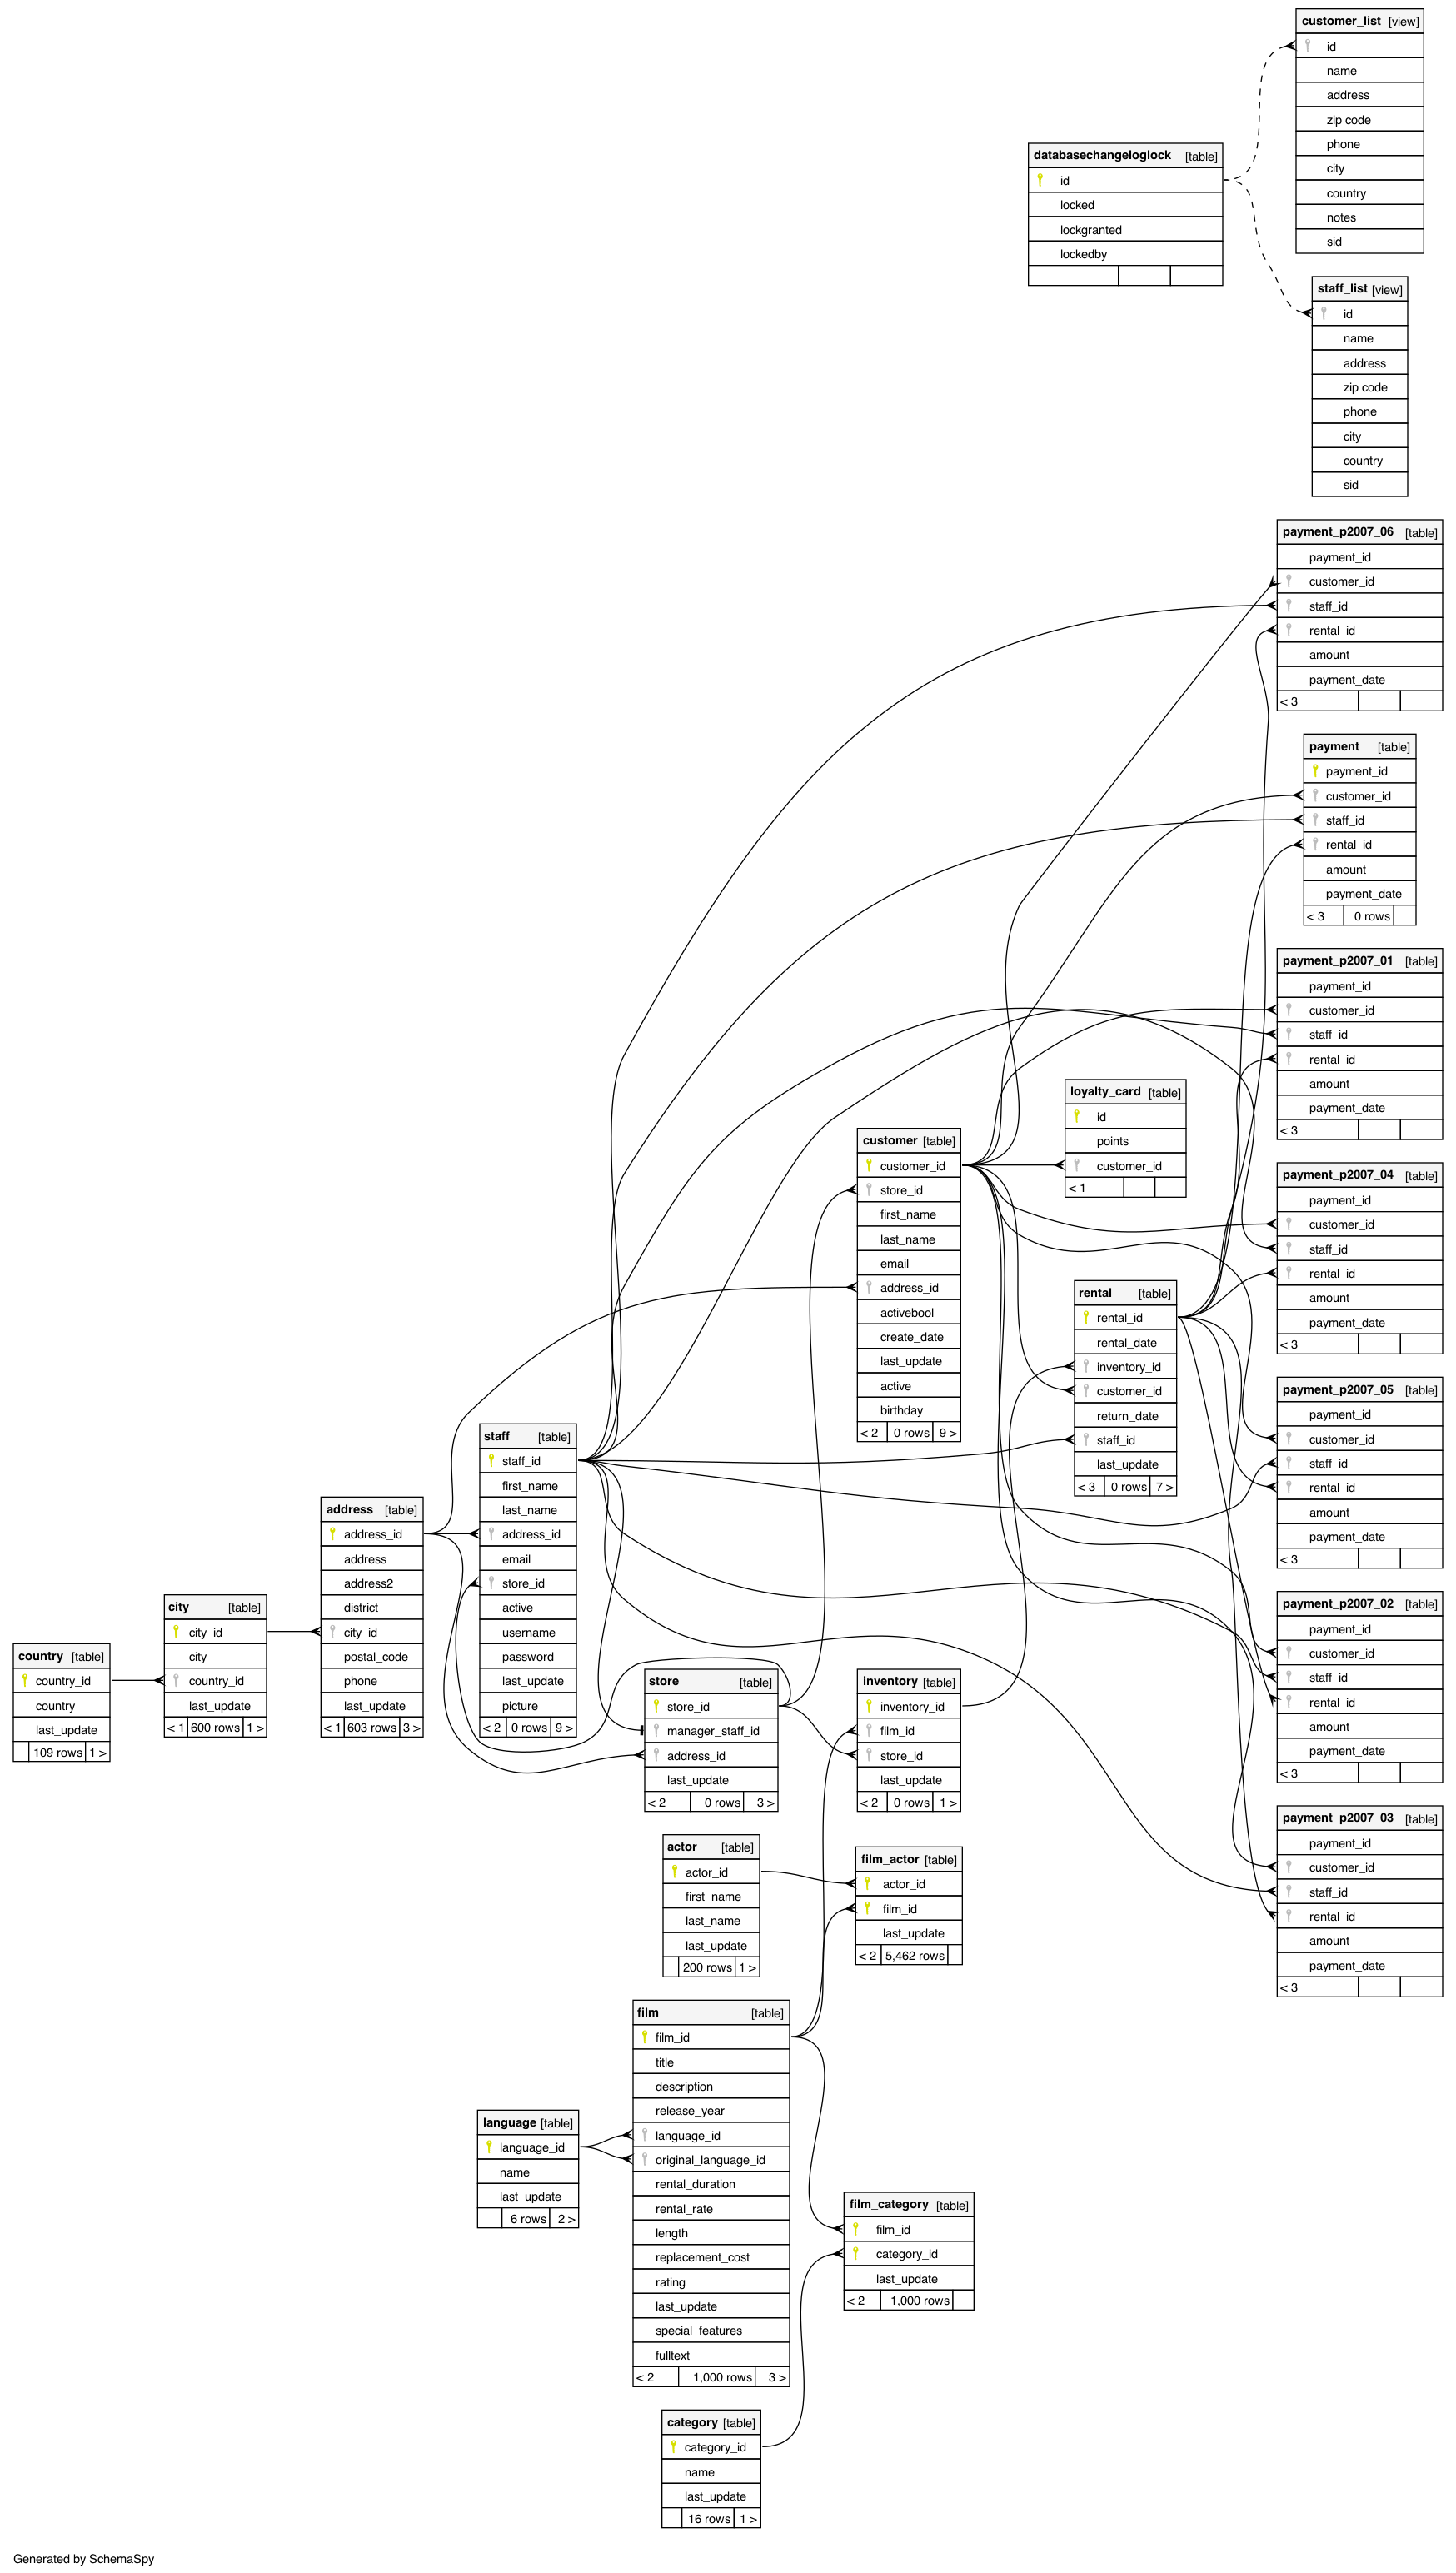 customer_list [view]
id
name
address
zip code
phone
city
country
notes
sid
databasechangeloglock [table]
id
locked
lockgranted
lockedby
staff_list [view]
id
name
address
zip code
phone
city
country
sid
payment_p2007_06 [table]
payment_id
customer_id
staff_id
rental_id
amount
payment_date
< 3
payment [table]
payment_id
customer_id
staff_id
rental_id
amount
payment_date
< 3 0 rows
payment_p2007_01 [table]
payment_id
customer_id
staff_id
rental_id
amount
payment_date
< 3
loyalty_card [table]
id
points
customer_id
< 1
customer [table]
customer_id
store_id
first_name
last_name
email
address_id
activebool
create_date
last_update
active
birthday
< 2 0 rows 9 >
payment_p2007_04 [table]
payment_id
customer_id
staff_id
rental_id
amount
payment_date
< 3
rental [table]
rental_id
rental_date
inventory_id
customer_id
return_date
staff_id
last_update
< 3 0 rows 7 >
payment_p2007_05 [table]
payment_id
customer_id
staff_id
rental_id
amount
payment_date
< 3
staff [table]
staff_id
first_name
last_name
address_id
email
store_id
active
username
password
last_update
picture
< 2 0 rows 9 >
address [table]
address_id
address
address2
district
city_id
postal_code
phone
last_update
< 1 603 rows 3 >
city [table]
city_id
city
country_id
last_update
< 1 600 rows 1 >
country [table]
country_id
country
last_update
109 rows 1 >
payment_p2007_02 [table]
payment_id
customer_id
staff_id
rental_id
amount
payment_date
< 3
store [table]
store_id
manager_staff_id
address_id
last_update
< 2 0 rows 3 >
inventory [table]
inventory_id
film_id
store_id
last_update
< 2 0 rows 1 >
payment_p2007_03 [table]
payment_id
customer_id
staff_id
rental_id
amount
payment_date
< 3
actor [table]
actor_id
first_name
last_name
last_update
200 rows 1 >
film_actor [table]
actor_id
film_id
last_update
< 2 5,462 rows
film [table]
film_id
title
description
release_year
language_id
original_language_id
rental_duration
rental_rate
length
replacement_cost
rating
last_update
special_features
fulltext
< 2 1,000 rows 3 >
language [table]
language_id
name
last_update
6 rows 2 >
film_category [table]
film_id
category_id
last_update
< 2 1,000 rows
category [table]
category_id
name
last_update
16 rows 1 >
Generated by SchemaSpy